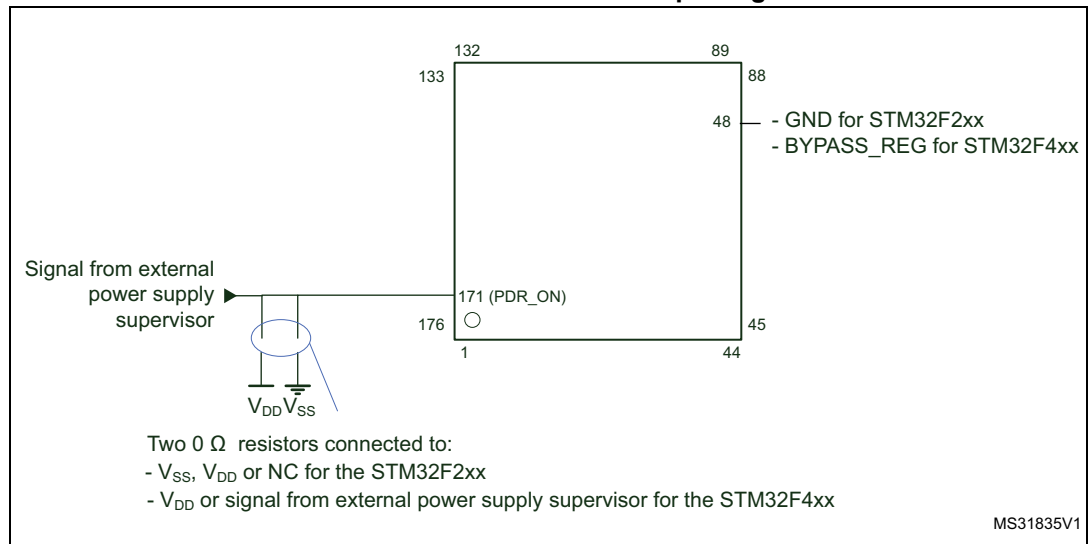 132
89
133
88
48
- GND for STM32F2xx
- BYPASS_REG for STM32F4xx
Signal from external
power supply
supervisor
171 (PDR_ON)
176
45
1
44
VDD VSS
Two 0 Ω resistors connected to:
- VSS, VDD or NC for the STM32F2xx
- VDD or signal from external power supply supervisor for the STM32F4xx
MS31835V1